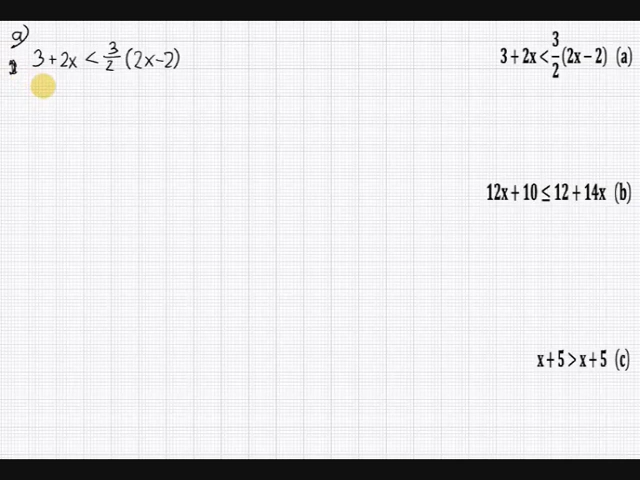 a)
3+2x < 3/2 (2x-2)
3+2x < 3/2 (2x-2) (a)
12x+10 ≤ 12+14x (b)
x+5 > x+5 (c)